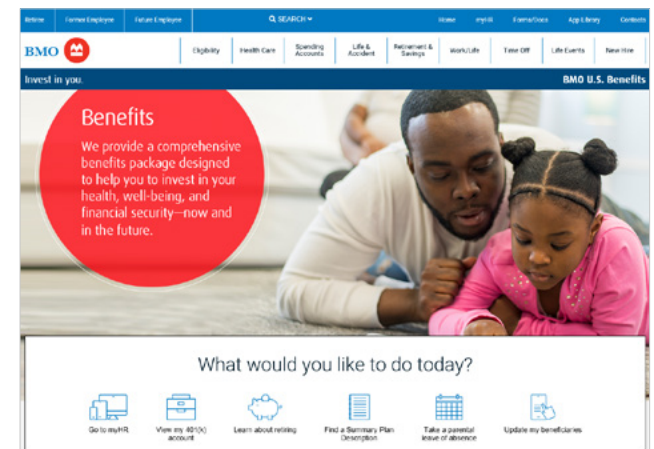 Retiree Former Employee Future Employee SEARCH Home myHR Forms/Docs App Library Contacts
BMO Eligibility Health Care Spending Accounts Life & Accident Retirement & Savings Work/Life Time Off Life Events New Hire
Invest in you. BMO U.S. Benefits
Benefits
We provide a comprehensive
benefits package designed
to help you to invest in your
health, well-being, and
financial security—now and
in the future.
What would you like to do today?
Go to myHR
View my 401(k)
account
Learn about retiring
Find a Summary Plan
Description
Take a parental
leave of absence
Update my beneficiaries